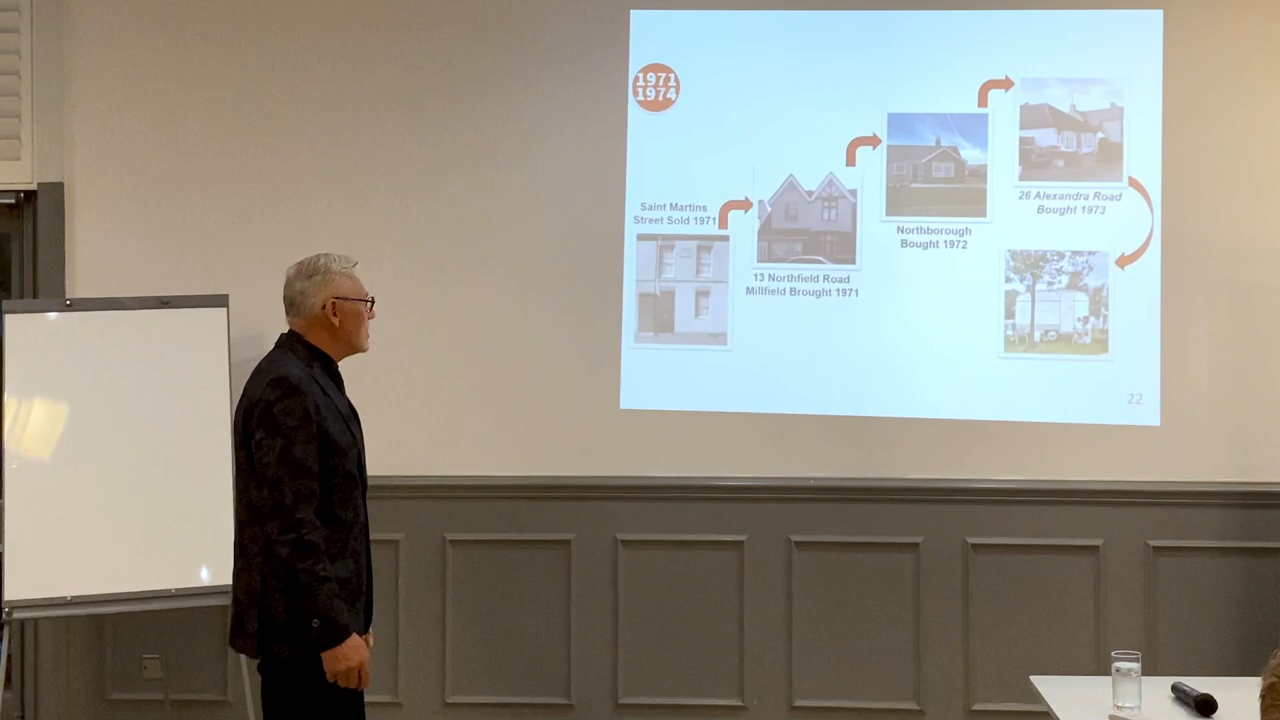 1971
1974
Saint Martins
Street Sold 1971
13 Northfield Road
Millfield Brought 1971
Northborough
Bought 1972
26 Alexandra Road
Bought 1973
22